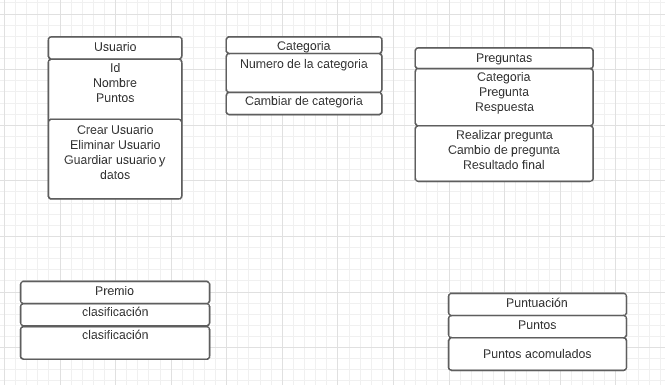 Usuario
Id
Nombre
Puntos
Crear Usuario
Eliminar Usuario
Guardiar usuario y
datos
Categoria
Numero de la categoria
Cambiar de categoria
Preguntas
Categoria
Pregunta
Respuesta
Realizar pregunta
Cambio de pregunta
Resultado final
Premio
clasificación
clasificación
Puntuación
Puntos
Puntos acomulados